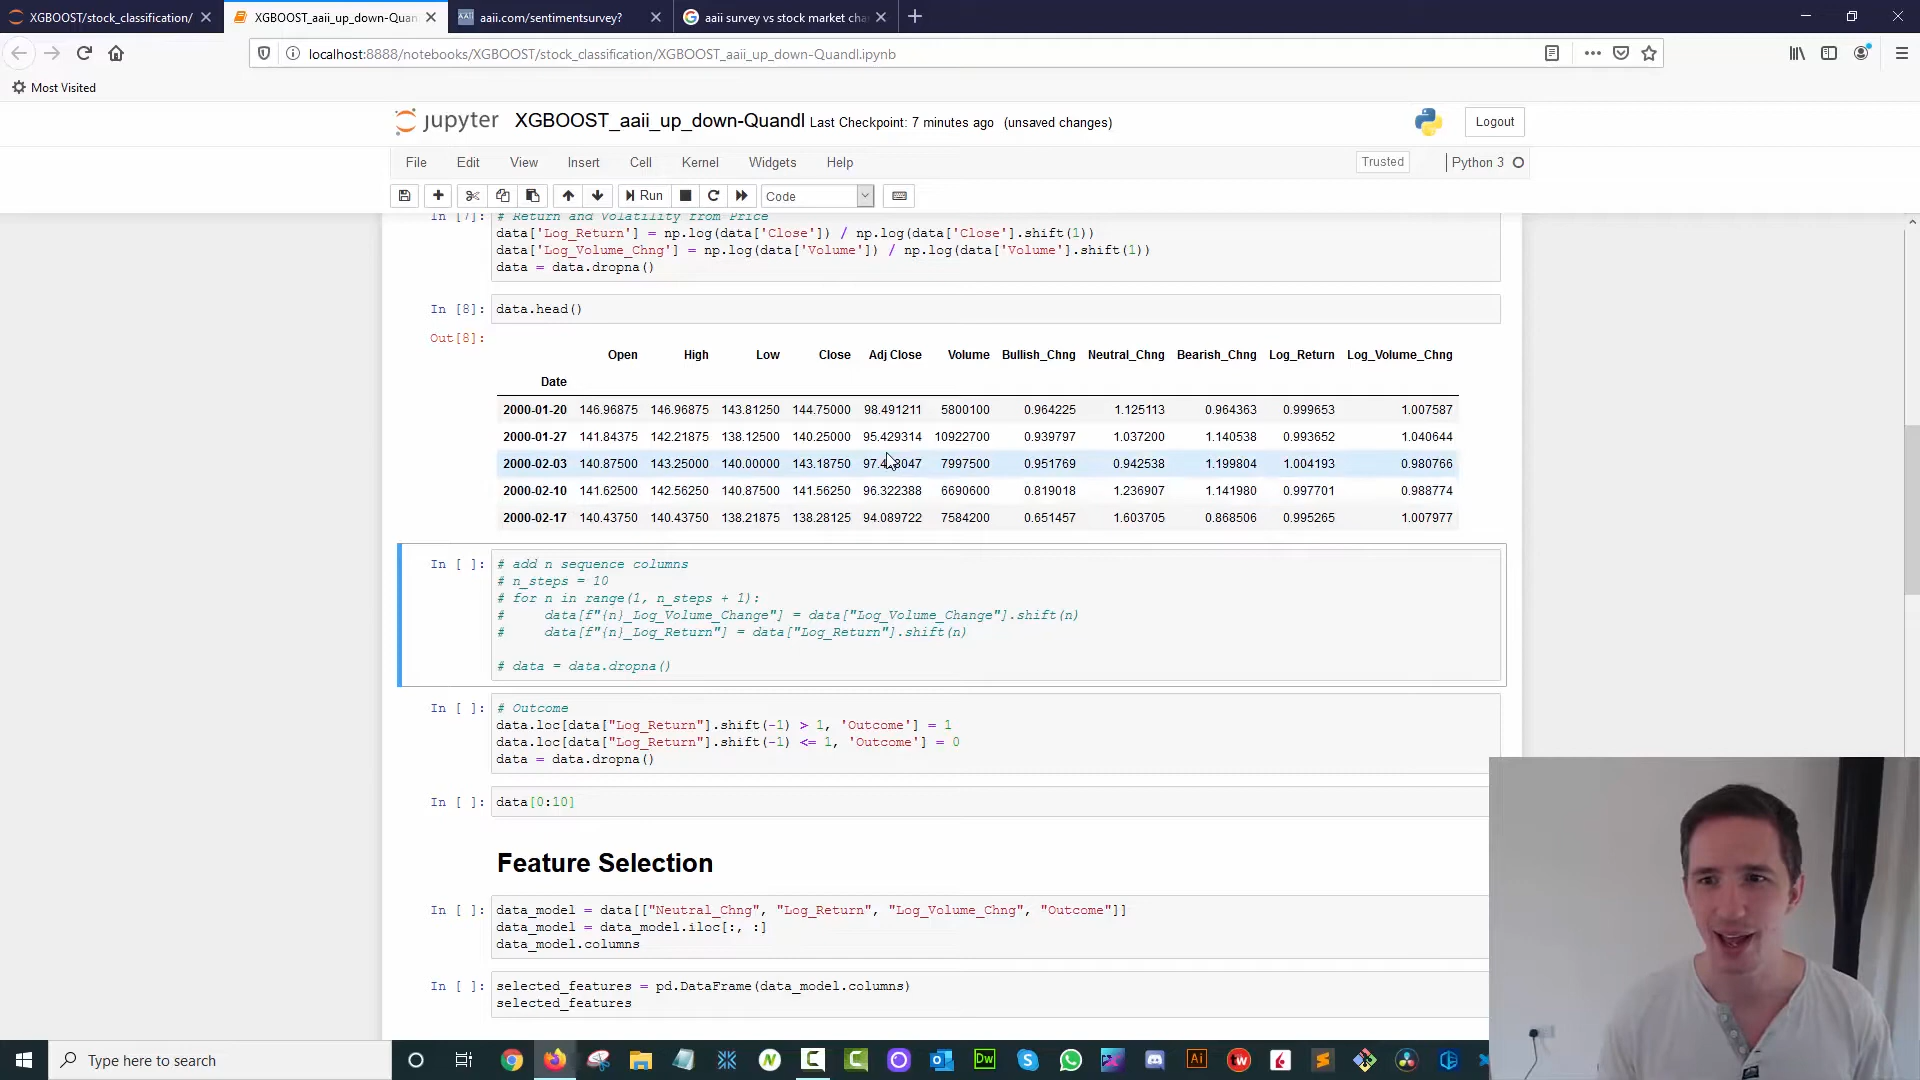 XGBOOST/stock_classification/
XGBOOST_aaii_up_down-Quan
AAII
aaii.com/sentimentsurvey?
aaii survey vs stock market cha
localhost:8888/notebooks/XGBOOST/stock_classification/XGBOOST_aaii_up_down-Quandl.ipynb
Most Visited
jupyter XGBOOST_aaii_up_down-Quandl Last Checkpoint: 7 minutes ago (unsaved changes)
Logout
File Edit View Insert Cell Kernel Widgets Help
Trusted
Python 3
Run
Code
In [7]: # Return and Volatility from Price
data['Log_Return'] = np.log(data['Close']) / np.log(data['Close'].shift(1))
data['Log_Volume_Chng'] = np.log(data['Volume']) / np.log(data['Volume'].shift(1))
data = data.dropna()
In [8]: data.head()
Out[8]:
Open High Low Close Adj Close Volume Bullish_Chng Neutral_Chng Bearish_Chng Log_Return Log_Volume_Chng
Date
2000-01-20 146.96875 146.96875 143.81250 144.75000 98.491211 5800100 0.964225 1.125113 0.964363 0.999653 1.007587
2000-01-27 141.84375 142.21875 138.12500 140.25000 95.429314 10922700 0.939797 1.037200 1.140538 0.993652 1.040644
2000-02-03 140.87500 143.25000 140.00000 143.18750 7997500 0.951769 0.942538 1.199804 1.004193 0.980766
2000-02-10 141.62500 142.56250 140.87500 141.56250 96.322388 6690600 0.819018 1.236907 1.141980 0.997701 0.988774
2000-02-17 140.43750 140.43750 138.21875 138.28125 94.089722 7584200 0.651457 1.603705 0.868506 0.995265 1.007977
In [ ]: # add n sequence columns
# n_steps = 10
# for n in range(1, n_steps + 1):
#     data[f"{n}_Log_Volume_Change"] = data["Log_Volume_Change"].shift(n)
#     data[f"{n}_Log_Return"] = data["Log_Return"].shift(n)
# data = data.dropna()
In [ ]: # Outcome
data.loc[data["Log_Return"].shift(-1) > 1, 'Outcome'] = 1
data.loc[data["Log_Return"].shift(-1) <= 1, 'Outcome'] = 0
data = data.dropna()
In [ ]: data[0:10]
Feature Selection
In [ ]: data_model = data[["Neutral_Chng", "Log_Return", "Log_Volume_Chng", "Outcome"]]
data_model = data_model.iloc[:, :]
data_model.columns
In [ ]: selected_features = pd.DataFrame(data_model.columns)
selected_features
Type here to search
Dw
Ai